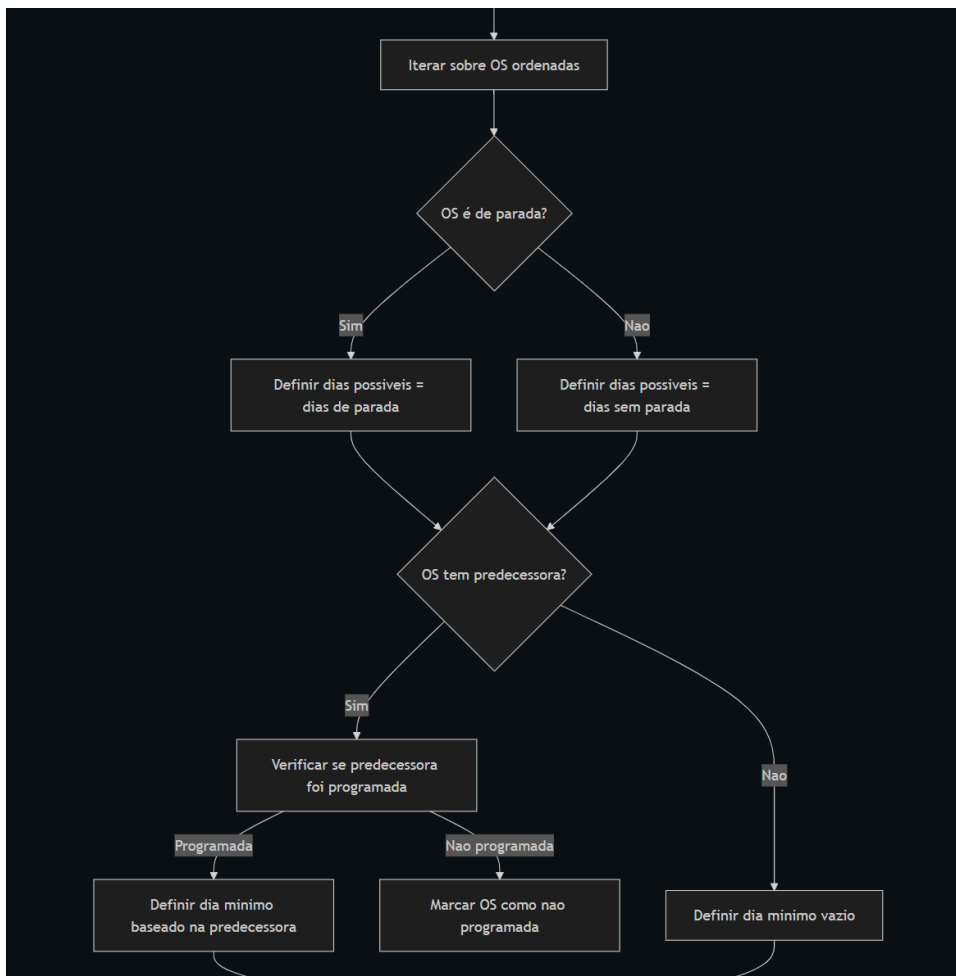 Iterar sobre OS ordenadas
OS é de parada?
Sim
Nao
Definir dias possiveis =
dias de parada
Definir dias possiveis =
dias sem parada
OS tem predecessora?
Sim
Verificar se predecessora
foi programada
Nao
Programada
Nao programada
Definir dia minimo
baseado na predecessora
Marcar OS como nao
programada
Definir dia minimo vazio